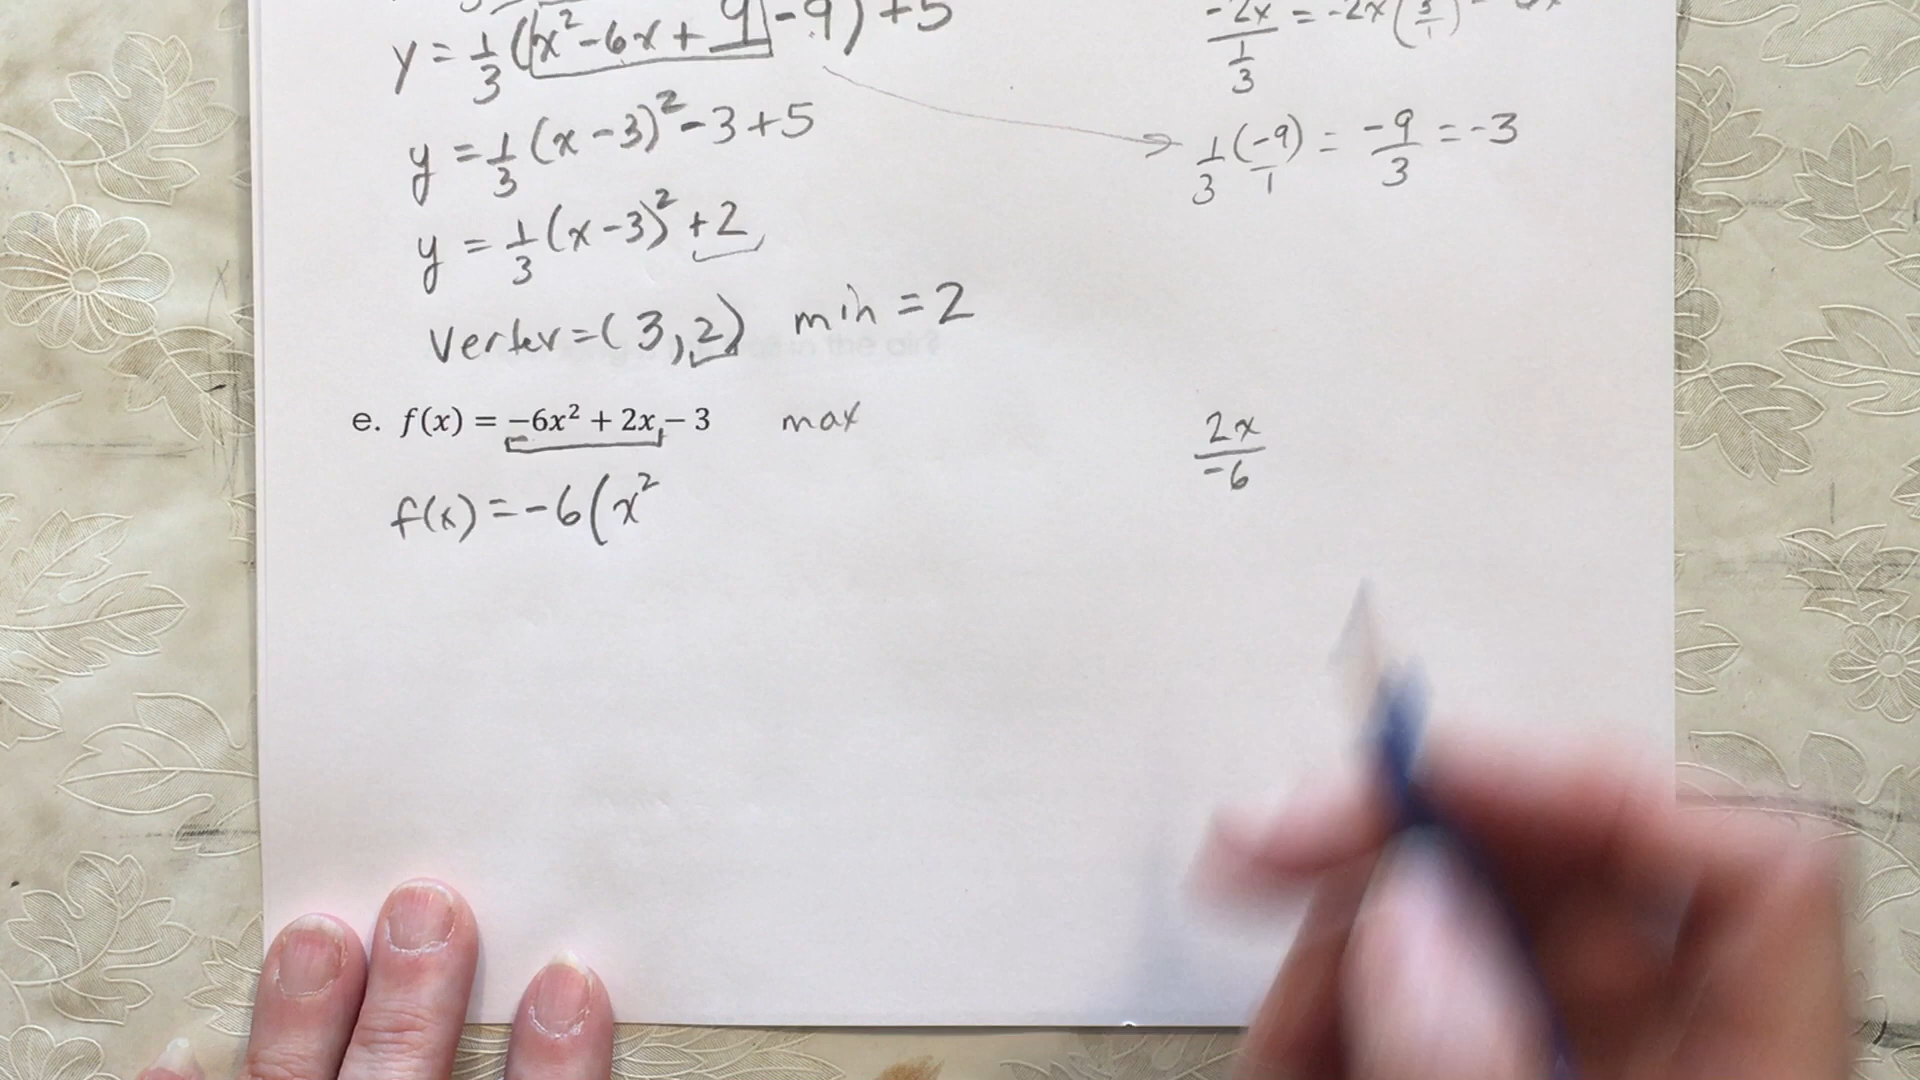 y = 1/3 (x² - 6x + 9 - 9) + 5
y = 1/3 (x - 3)² - 3 + 5
y = 1/3 (x - 3)² + 2
Vertex = (3, 2) min = 2
e. f(x) = -6x² + 2x - 3 max
f(x) = -6(x²
-2x / 1/3 = -2x (3/1)
1/3 (-9/1) = -9/3 = -3
2x / -6